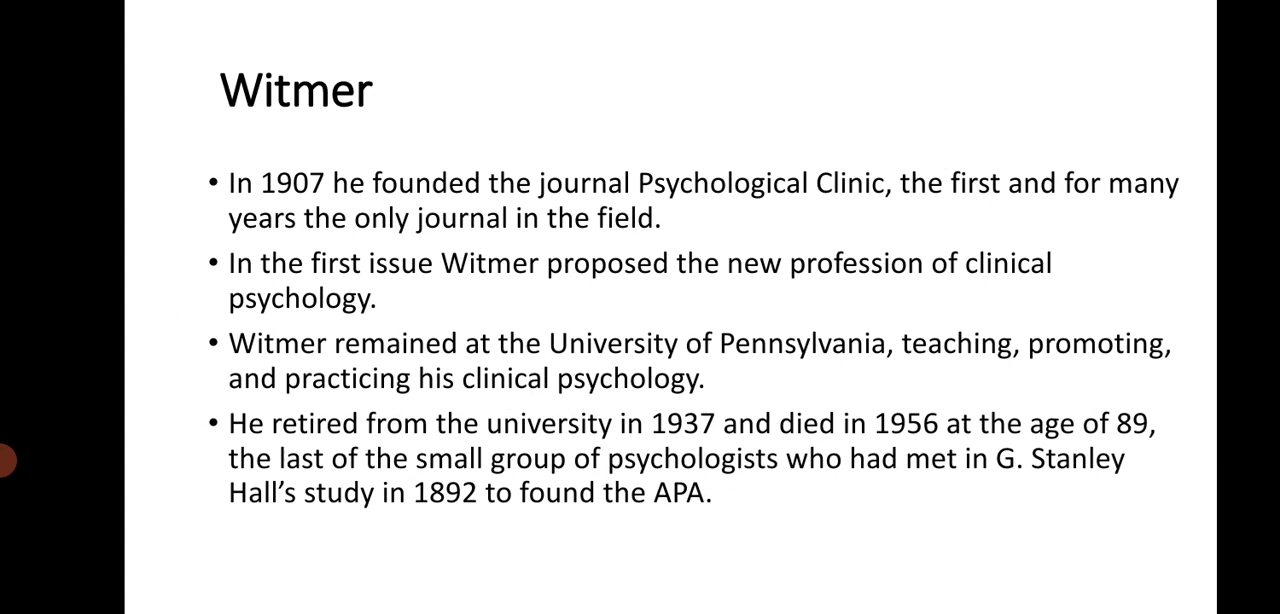 Witmer
• In 1907 he founded the journal Psychological Clinic, the first and for many
years the only journal in the field.
• In the first issue Witmer proposed the new profession of clinical
psychology.
• Witmer remained at the University of Pennsylvania, teaching, promoting,
and practicing his clinical psychology.
• He retired from the university in 1937 and died in 1956 at the age of 89,
the last of the small group of psychologists who had met in G. Stanley
Hall’s study in 1892 to found the APA.